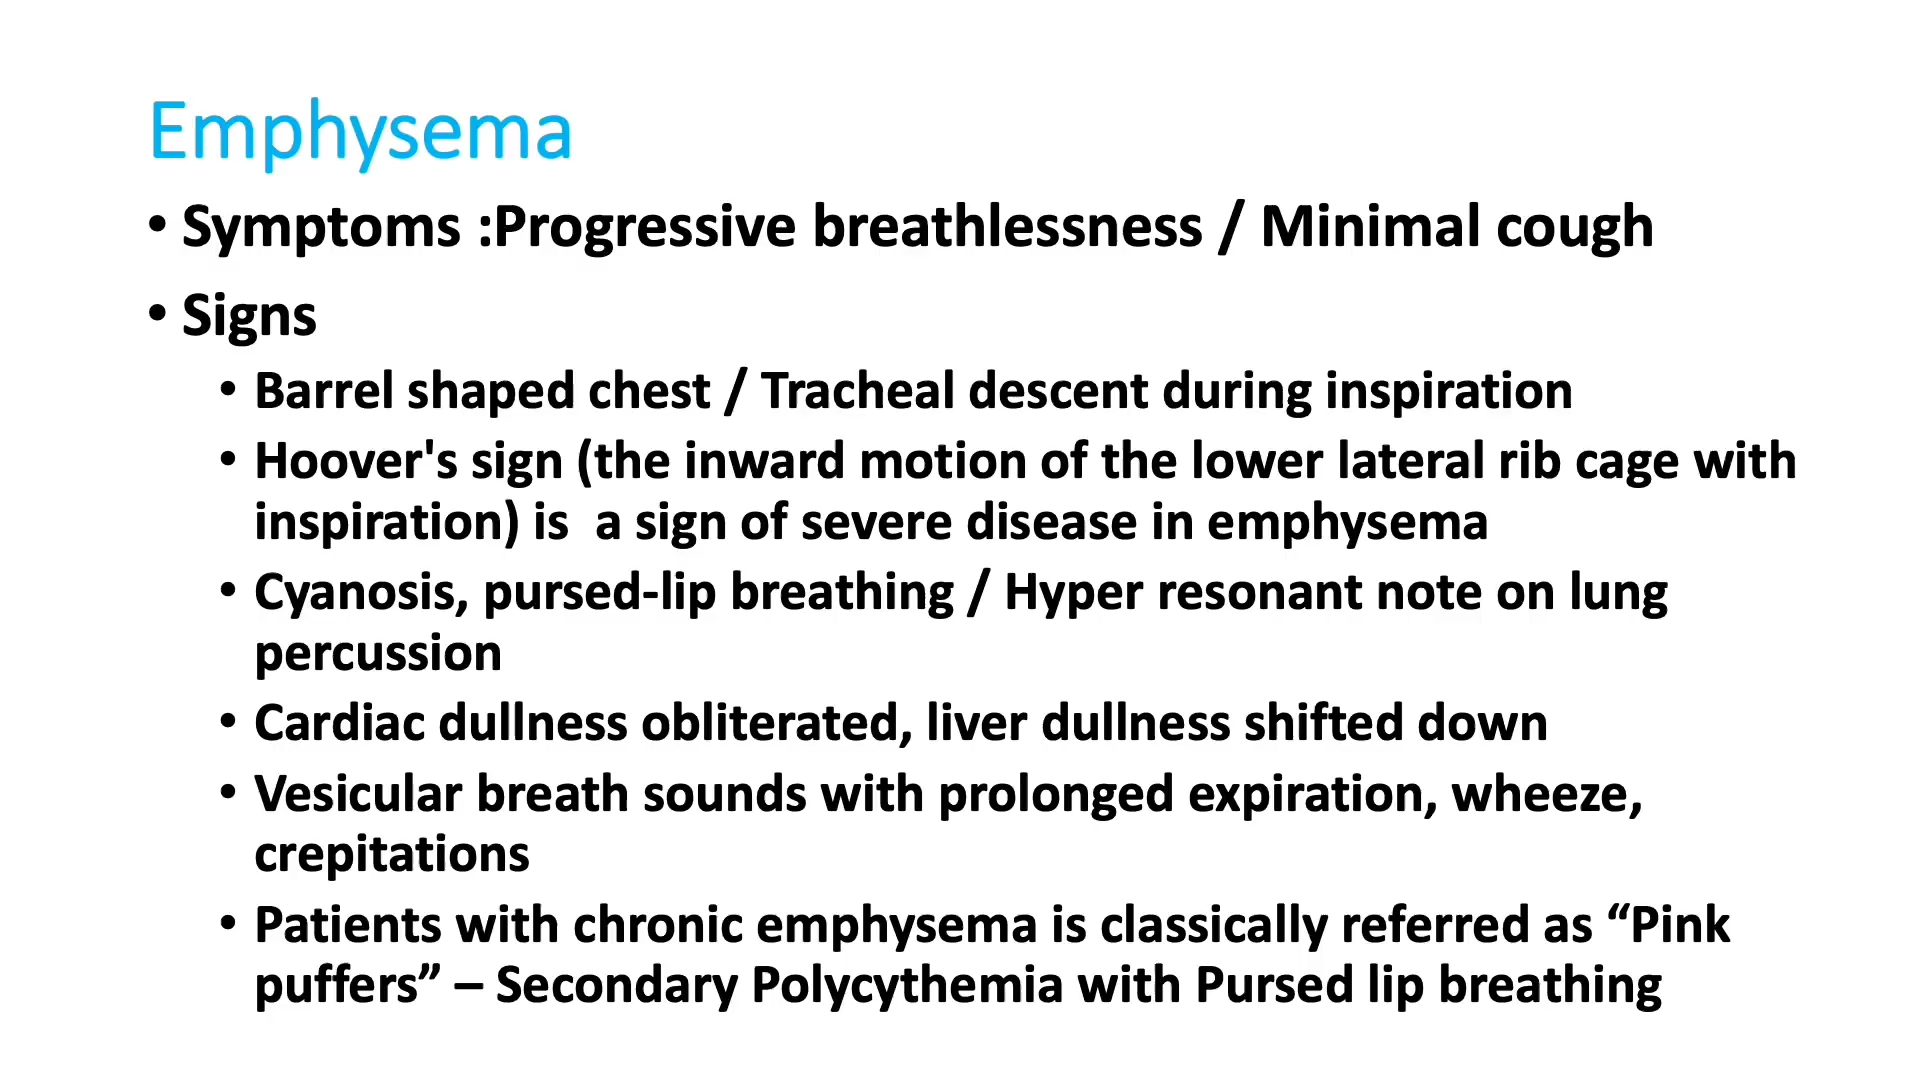 Emphysema
• Symptoms :Progressive breathlessness / Minimal cough
• Signs
• Barrel shaped chest / Tracheal descent during inspiration
• Hoover's sign (the inward motion of the lower lateral rib cage with
inspiration) is  a sign of severe disease in emphysema
• Cyanosis, pursed-lip breathing / Hyper resonant note on lung
percussion
• Cardiac dullness obliterated, liver dullness shifted down
• Vesicular breath sounds with prolonged expiration, wheeze,
crepitations
• Patients with chronic emphysema is classically referred as “Pink
puffers” – Secondary Polycythemia with Pursed lip breathing